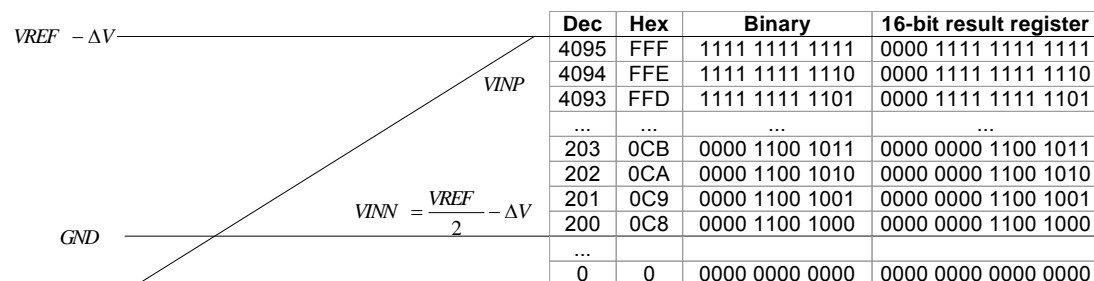 Dec Hex Binary 16-bit result register
VREF − ΔV
4095 FFF 1111 1111 1111 0000 1111 1111 1111
4094 FFE 1111 1111 1110 0000 1111 1111 1110
VINP
4093 FFD 1111 1111 1101 0000 1111 1111 1101
... ... ... ...
203 0CB 0000 1100 1011 0000 0000 1100 1011
202 0CA 0000 1100 1010 0000 0000 1100 1010
VINN = VREF/2 − ΔV
201 0C9 0000 1100 1001 0000 0000 1100 1001
200 0C8 0000 1100 1000 0000 0000 1100 1000
GND
...
0 0 0000 0000 0000 0000 0000 0000 0000